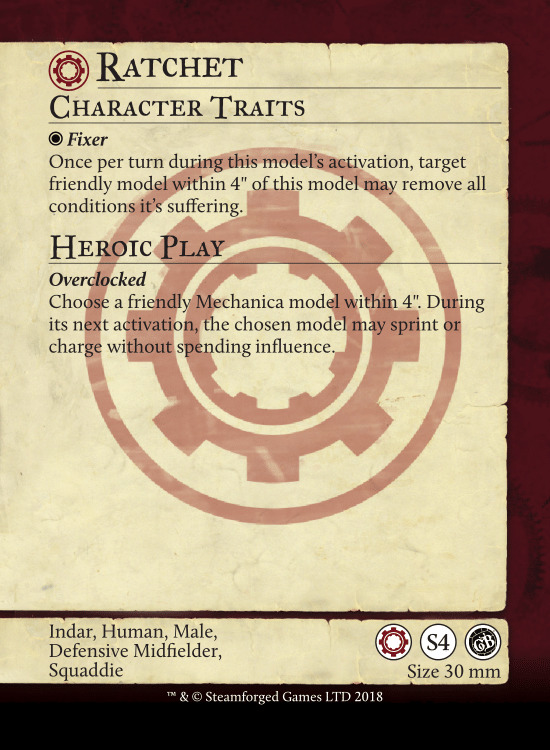 Ratchet
Character Traits
Fixer
Once per turn during this model's activation, target
friendly model within 4" of this model may remove all
conditions it's suffering.
Heroic Play
Overclocked
Choose a friendly Mechanica model within 4". During
its next activation, the chosen model may sprint or
charge without spending influence.
Indar, Human, Male,
Defensive Midfielder,
Squaddie
S4
GB
Size 30 mm
™ & © Steamforged Games LTD 2018